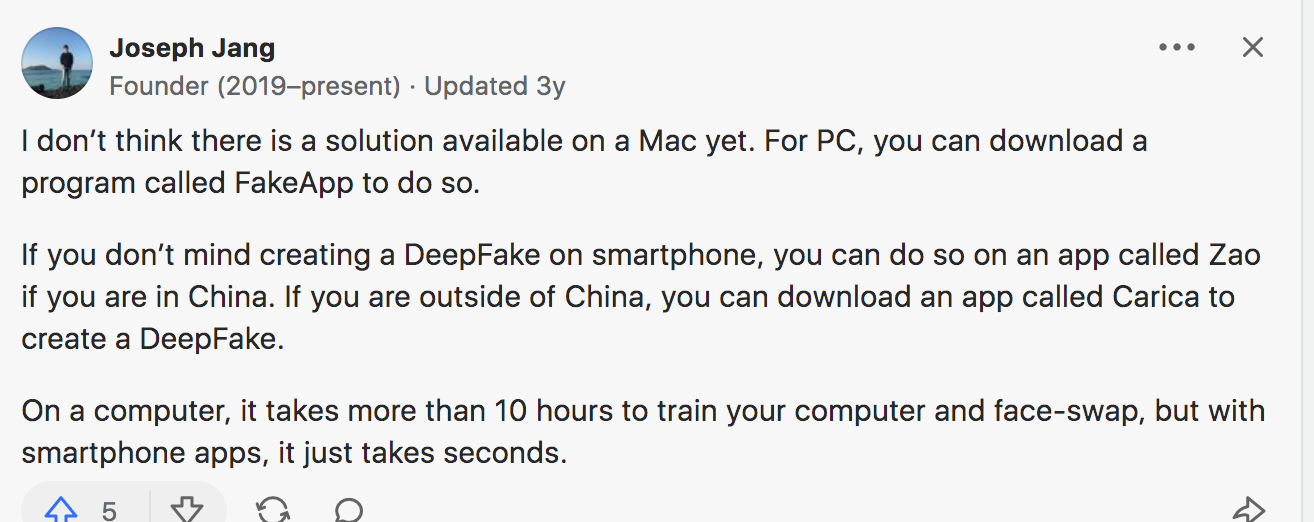 Joseph Jang
Founder (2019–present) · Updated 3y
I don’t think there is a solution available on a Mac yet. For PC, you can download a
program called FakeApp to do so.
If you don’t mind creating a DeepFake on smartphone, you can do so on an app called Zao
if you are in China. If you are outside of China, you can download an app called Carica to
create a DeepFake.
On a computer, it takes more than 10 hours to train your computer and face-swap, but with
smartphone apps, it just takes seconds.
5